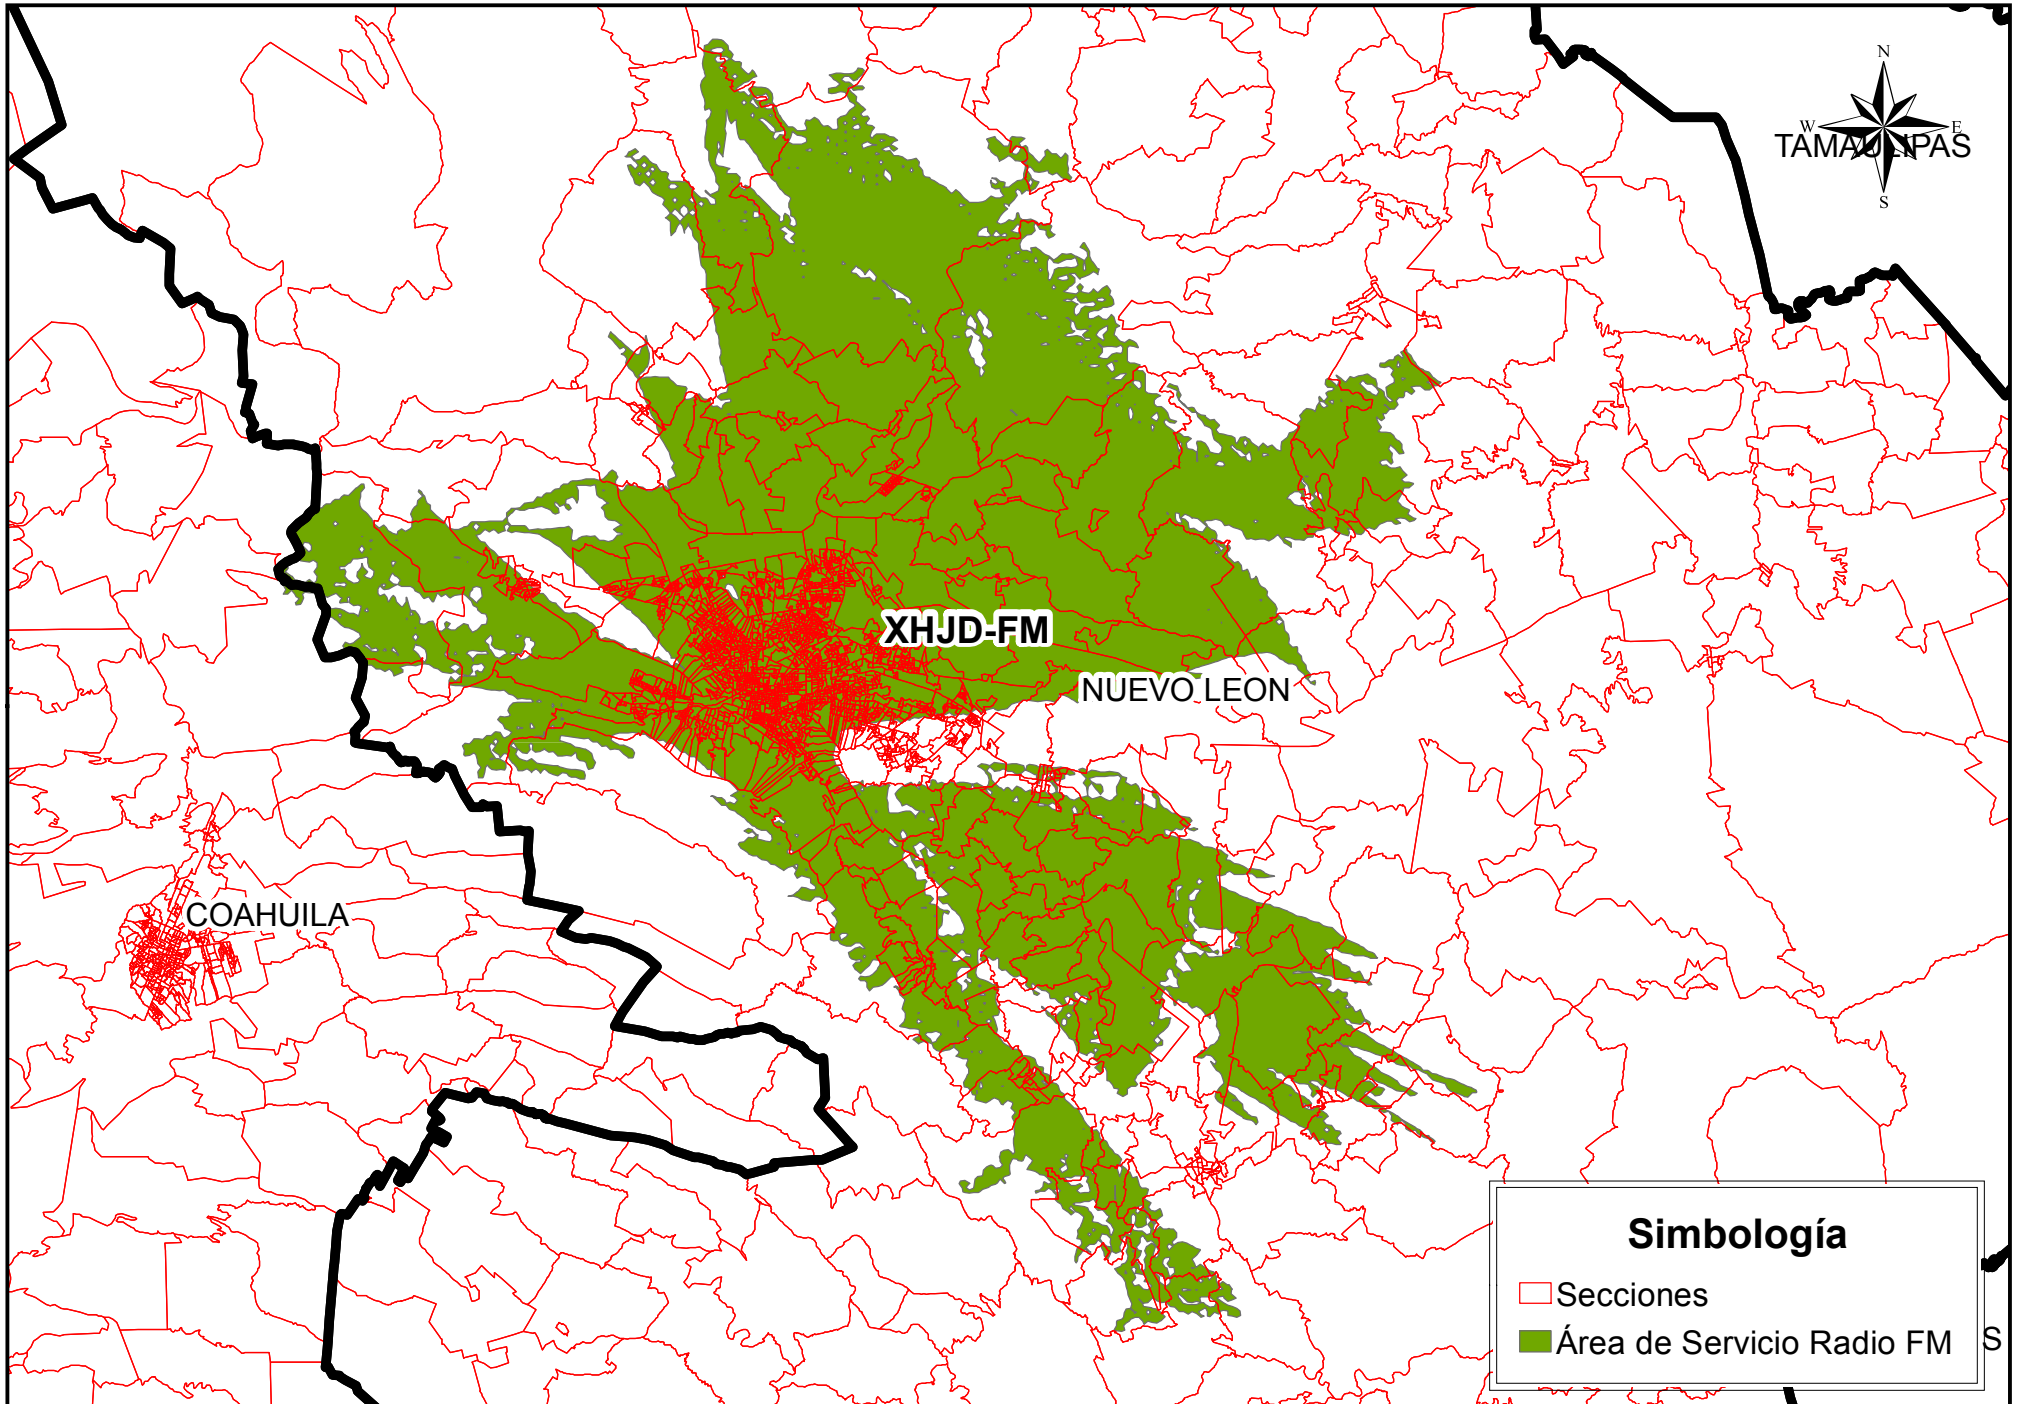 N
W E
TAMAULIPAS
S
XHJD-FM
NUEVO LEON
COAHUILA
Simbología
Secciones
Área de Servicio Radio FM
S